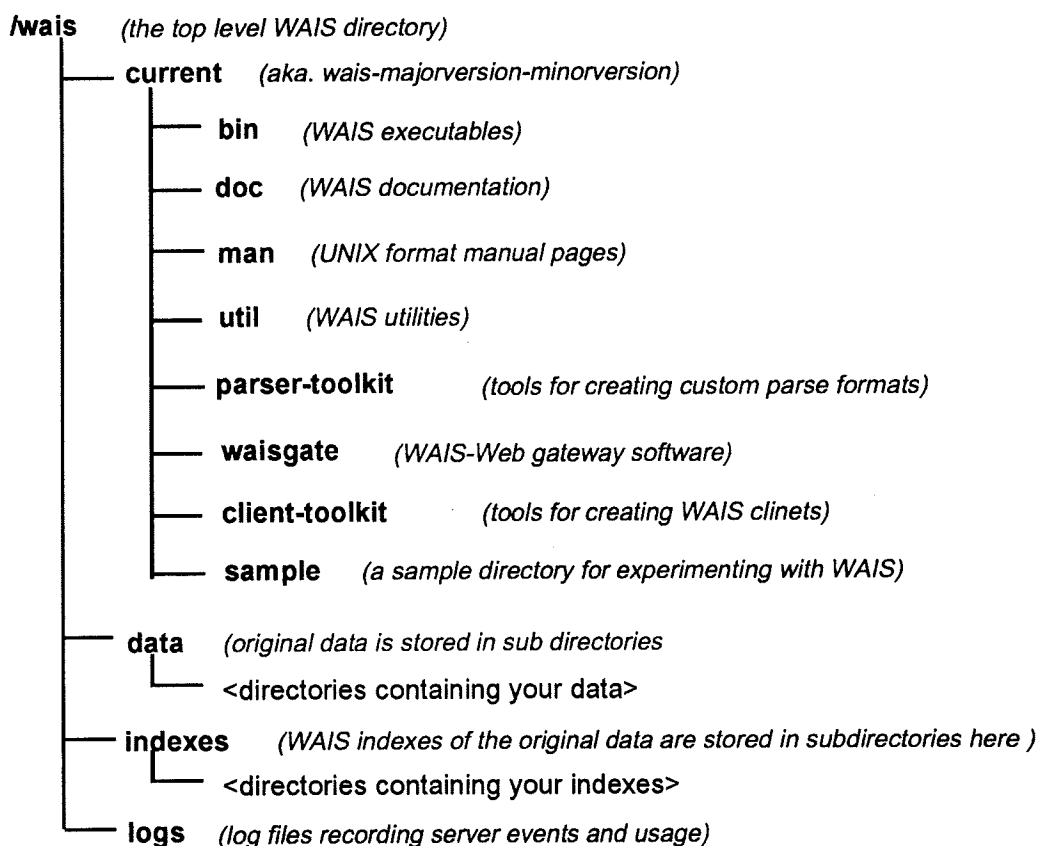 /wais (the top level WAIS directory)
current (aka. wais-majorversion-minorversion)
bin (WAIS executables)
doc (WAIS documentation)
man (UNIX format manual pages)
util (WAIS utilities)
parser-toolkit (tools for creating custom parse formats)
waisgate (WAIS-Web gateway software)
client-toolkit (tools for creating WAIS clinets)
sample (a sample directory for experimenting with WAIS)
data (original data is stored in sub directories
<directories containing your data>
indexes (WAIS indexes of the original data are stored in subdirectories here )
<directories containing your indexes>
logs (log files recording server events and usage)